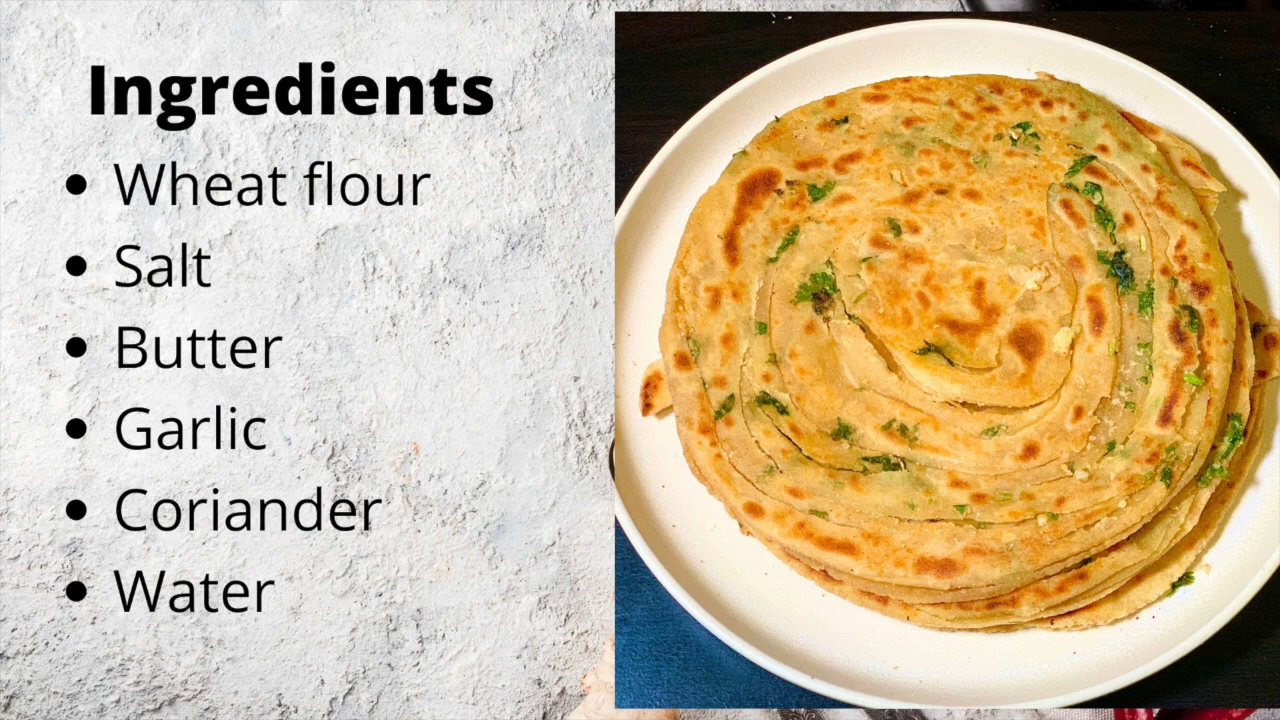 Ingredients
• Wheat flour
• Salt
• Butter
• Garlic
• Coriander
• Water